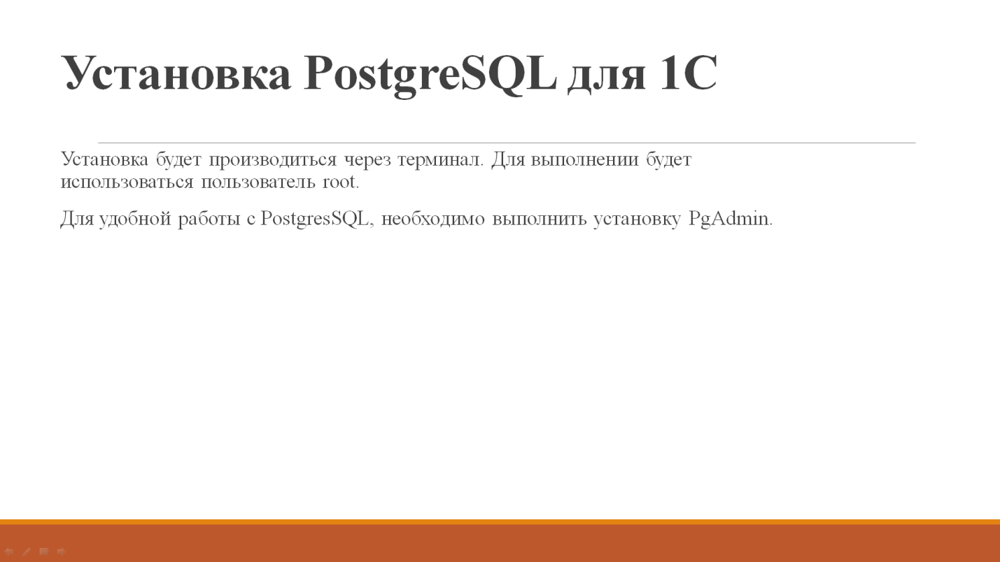 Установка PostgreSQL для 1С
Установка будет производиться через терминал. Для выполнении будет
использоваться пользователь root.
Для удобной работы с PostgresSQL, необходимо выполнить установку PgAdmin.